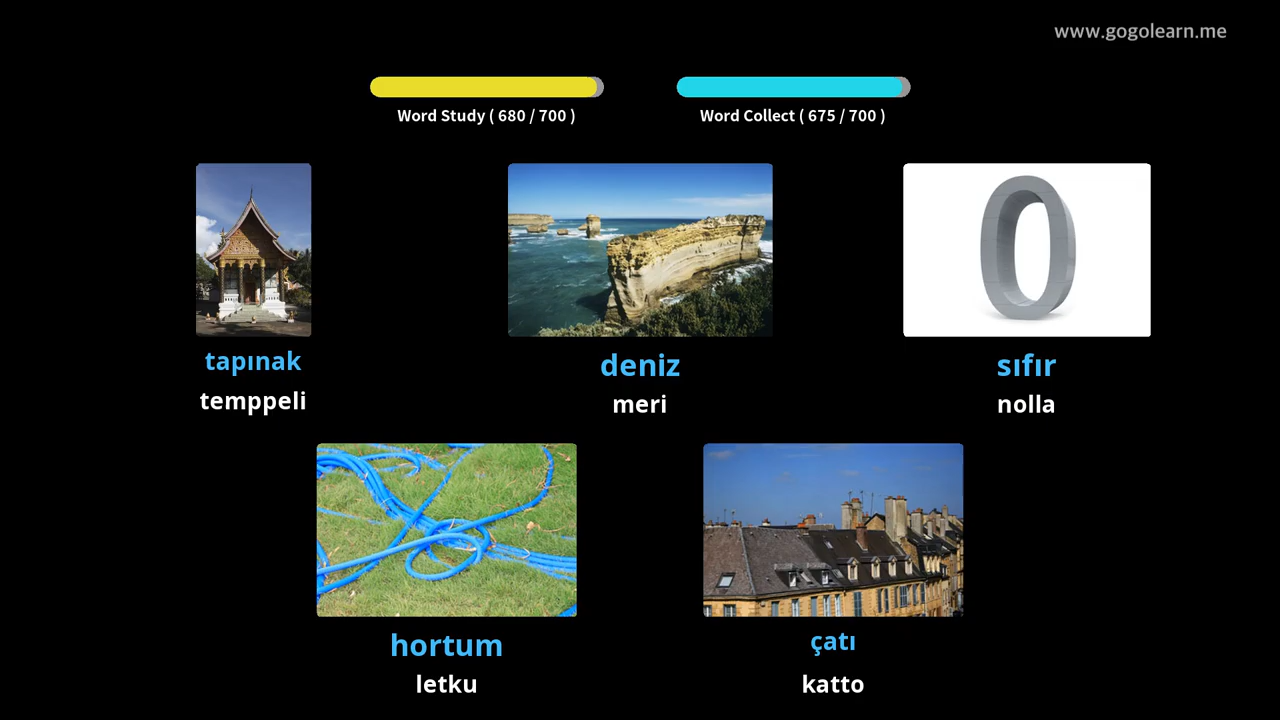 www.gogolearn.me
Word Study ( 680 / 700 )
Word Collect ( 675 / 700 )
tapınak
temppeli
deniz
meri
sıfır
nolla
hortum
letku
çatı
katto